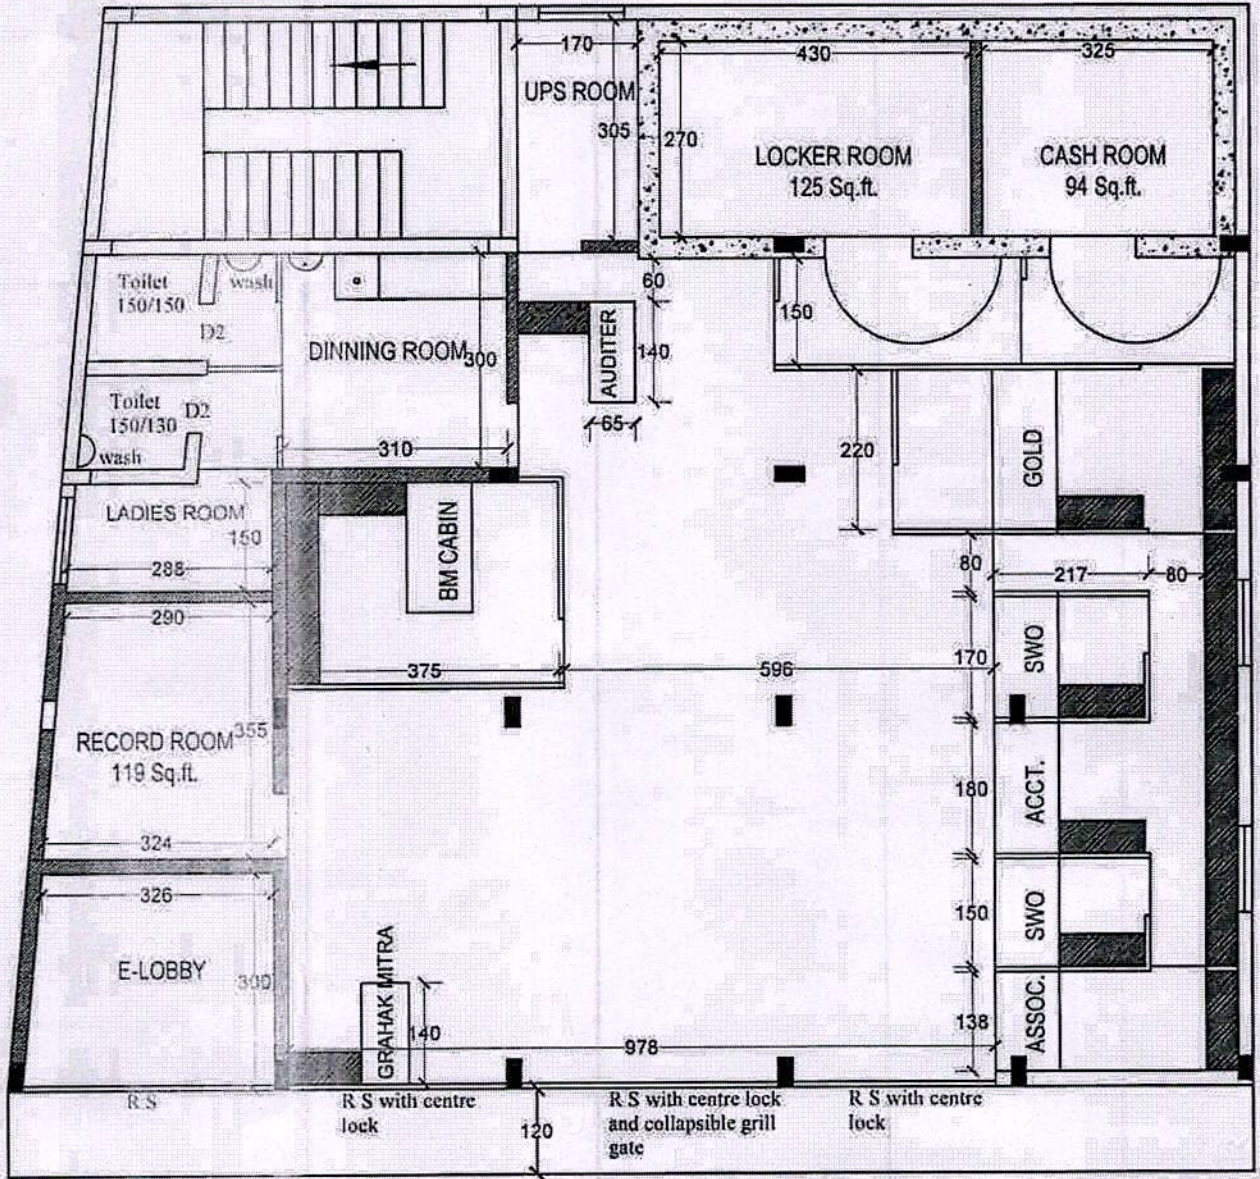 170
430
325
UPS ROOM
305
270
LOCKER ROOM
125 Sq.ft.
CASH ROOM
94 Sq.ft.
Toilet
150/150
wash
D2
60
150
DINNING ROOM
300
AUDITER
140
65
Toilet
150/130
D2
wash
310
220
GOLD
LADIES ROOM
150
288
BM CABIN
80
217
80
290
375
596
170
SWO
RECORD ROOM
119 Sq.ft.
355
180
ACCT.
324
326
150
SWO
E-LOBBY
300
GRAHAK MITRA
140
978
138
ASSOC.
R S
R S with centre
lock
120
R S with centre lock
and collapsible grill
gate
R S with centre
lock